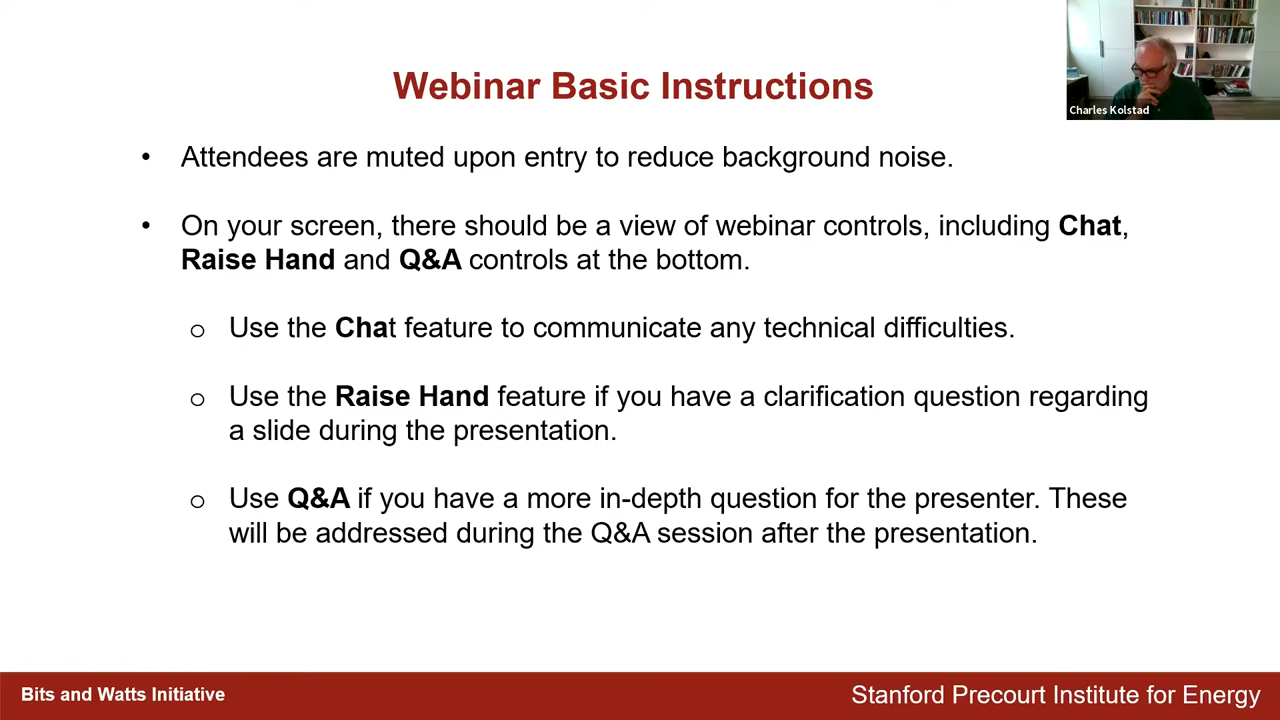 Webinar Basic Instructions
Charles Kolstad
• Attendees are muted upon entry to reduce background noise.
• On your screen, there should be a view of webinar controls, including Chat,
Raise Hand and Q&A controls at the bottom.
o Use the Chat feature to communicate any technical difficulties.
o Use the Raise Hand feature if you have a clarification question regarding
a slide during the presentation.
o Use Q&A if you have a more in-depth question for the presenter. These
will be addressed during the Q&A session after the presentation.
Bits and Watts Initiative
Stanford Precourt Institute for Energy